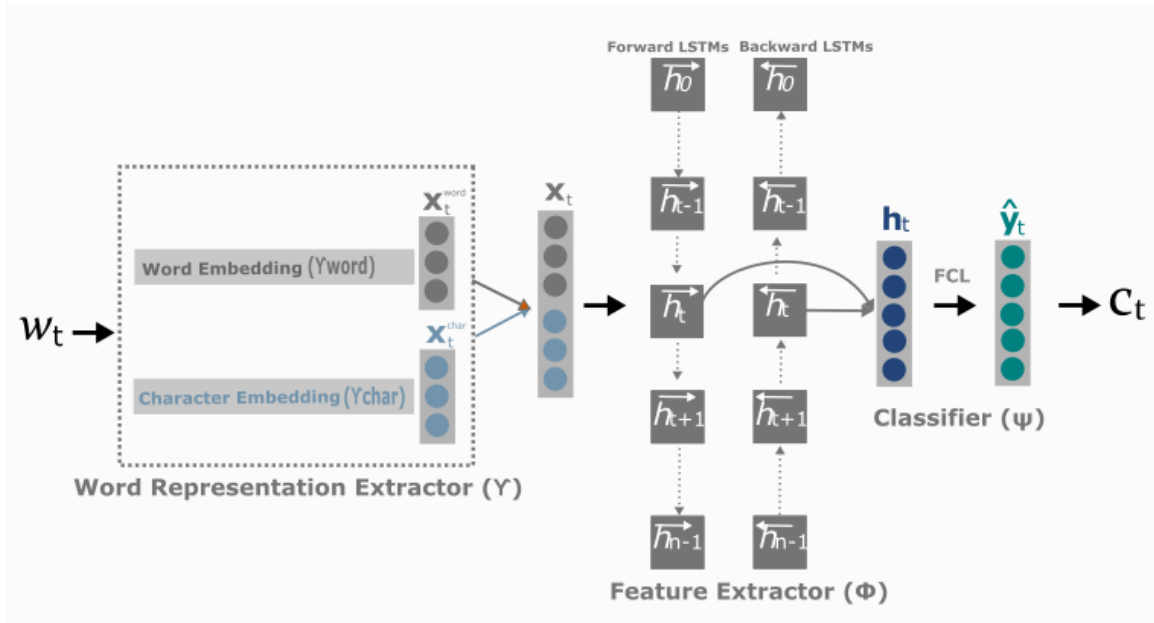 Forward LSTMs Backward LSTMs
h0 h0
ht-1 ht-1
xt word
xt
Word Embedding (Yword)
ht ht
wt
xt char
Character Embedding (Ychar)
ht+1 ht+1
ht
FCL
ŷt
Ct
Classifier (ψ)
Word Representation Extractor (ϒ)
hn-1 hn-1
Feature Extractor (Φ)